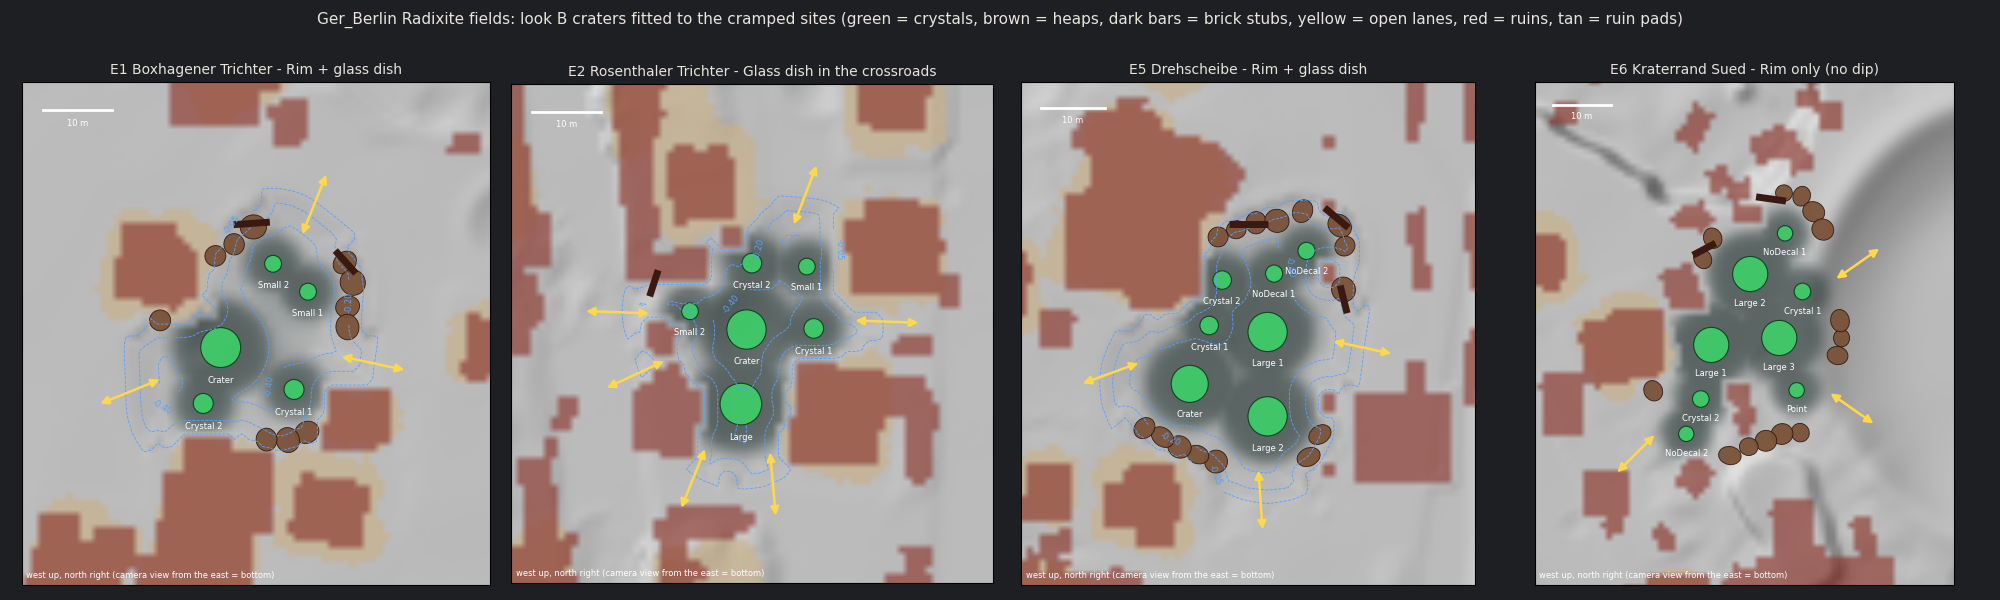 Ger_Berlin Radixite fields: look B craters fitted to the cramped sites (green = crystals, brown = heaps, dark bars = brick stubs, yellow = open lanes, red = ruins, tan = ruin pads)
E1 Boxhagener Trichter - Rim + glass dish
10 m
Small 2
Small 1
Crater
Crystal 1
Crystal 2
west up, north right (camera view from the east = bottom)
E2 Rosenthaler Trichter - Glass dish in the crossroads
10 m
Crystal 2
Small 1
Small 2
Crystal 1
Crater
Large
west up, north right (camera view from the east = bottom)
E5 Drehscheibe - Rim + glass dish
10 m
NoDecal 2
NoDecal 1
Crystal 2
Crystal 1
Large 1
Crater
Large 2
west up, north right (camera view from the east = bottom)
E6 Kraterrand Sued - Rim only (no dip)
10 m
NoDecal 1
Large 2
Crystal 1
Large 3
Large 1
Point
Crystal 2
NoDecal 2
west up, north right (camera view from the east = bottom)